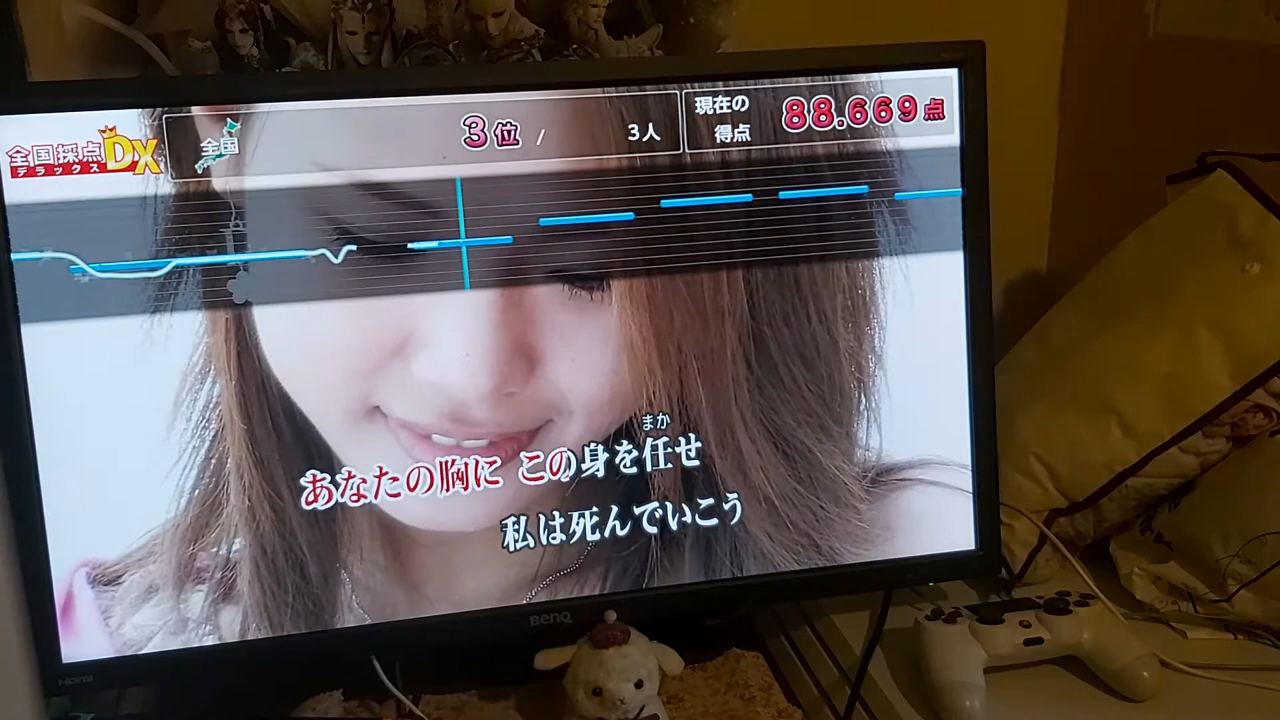 全国採点DX
デラックス
全国
3位 / 3人
現在の得点
88.669点
まか
あなたの胸に この身を任せ
私は死んでいこう
BenQ
HDMI